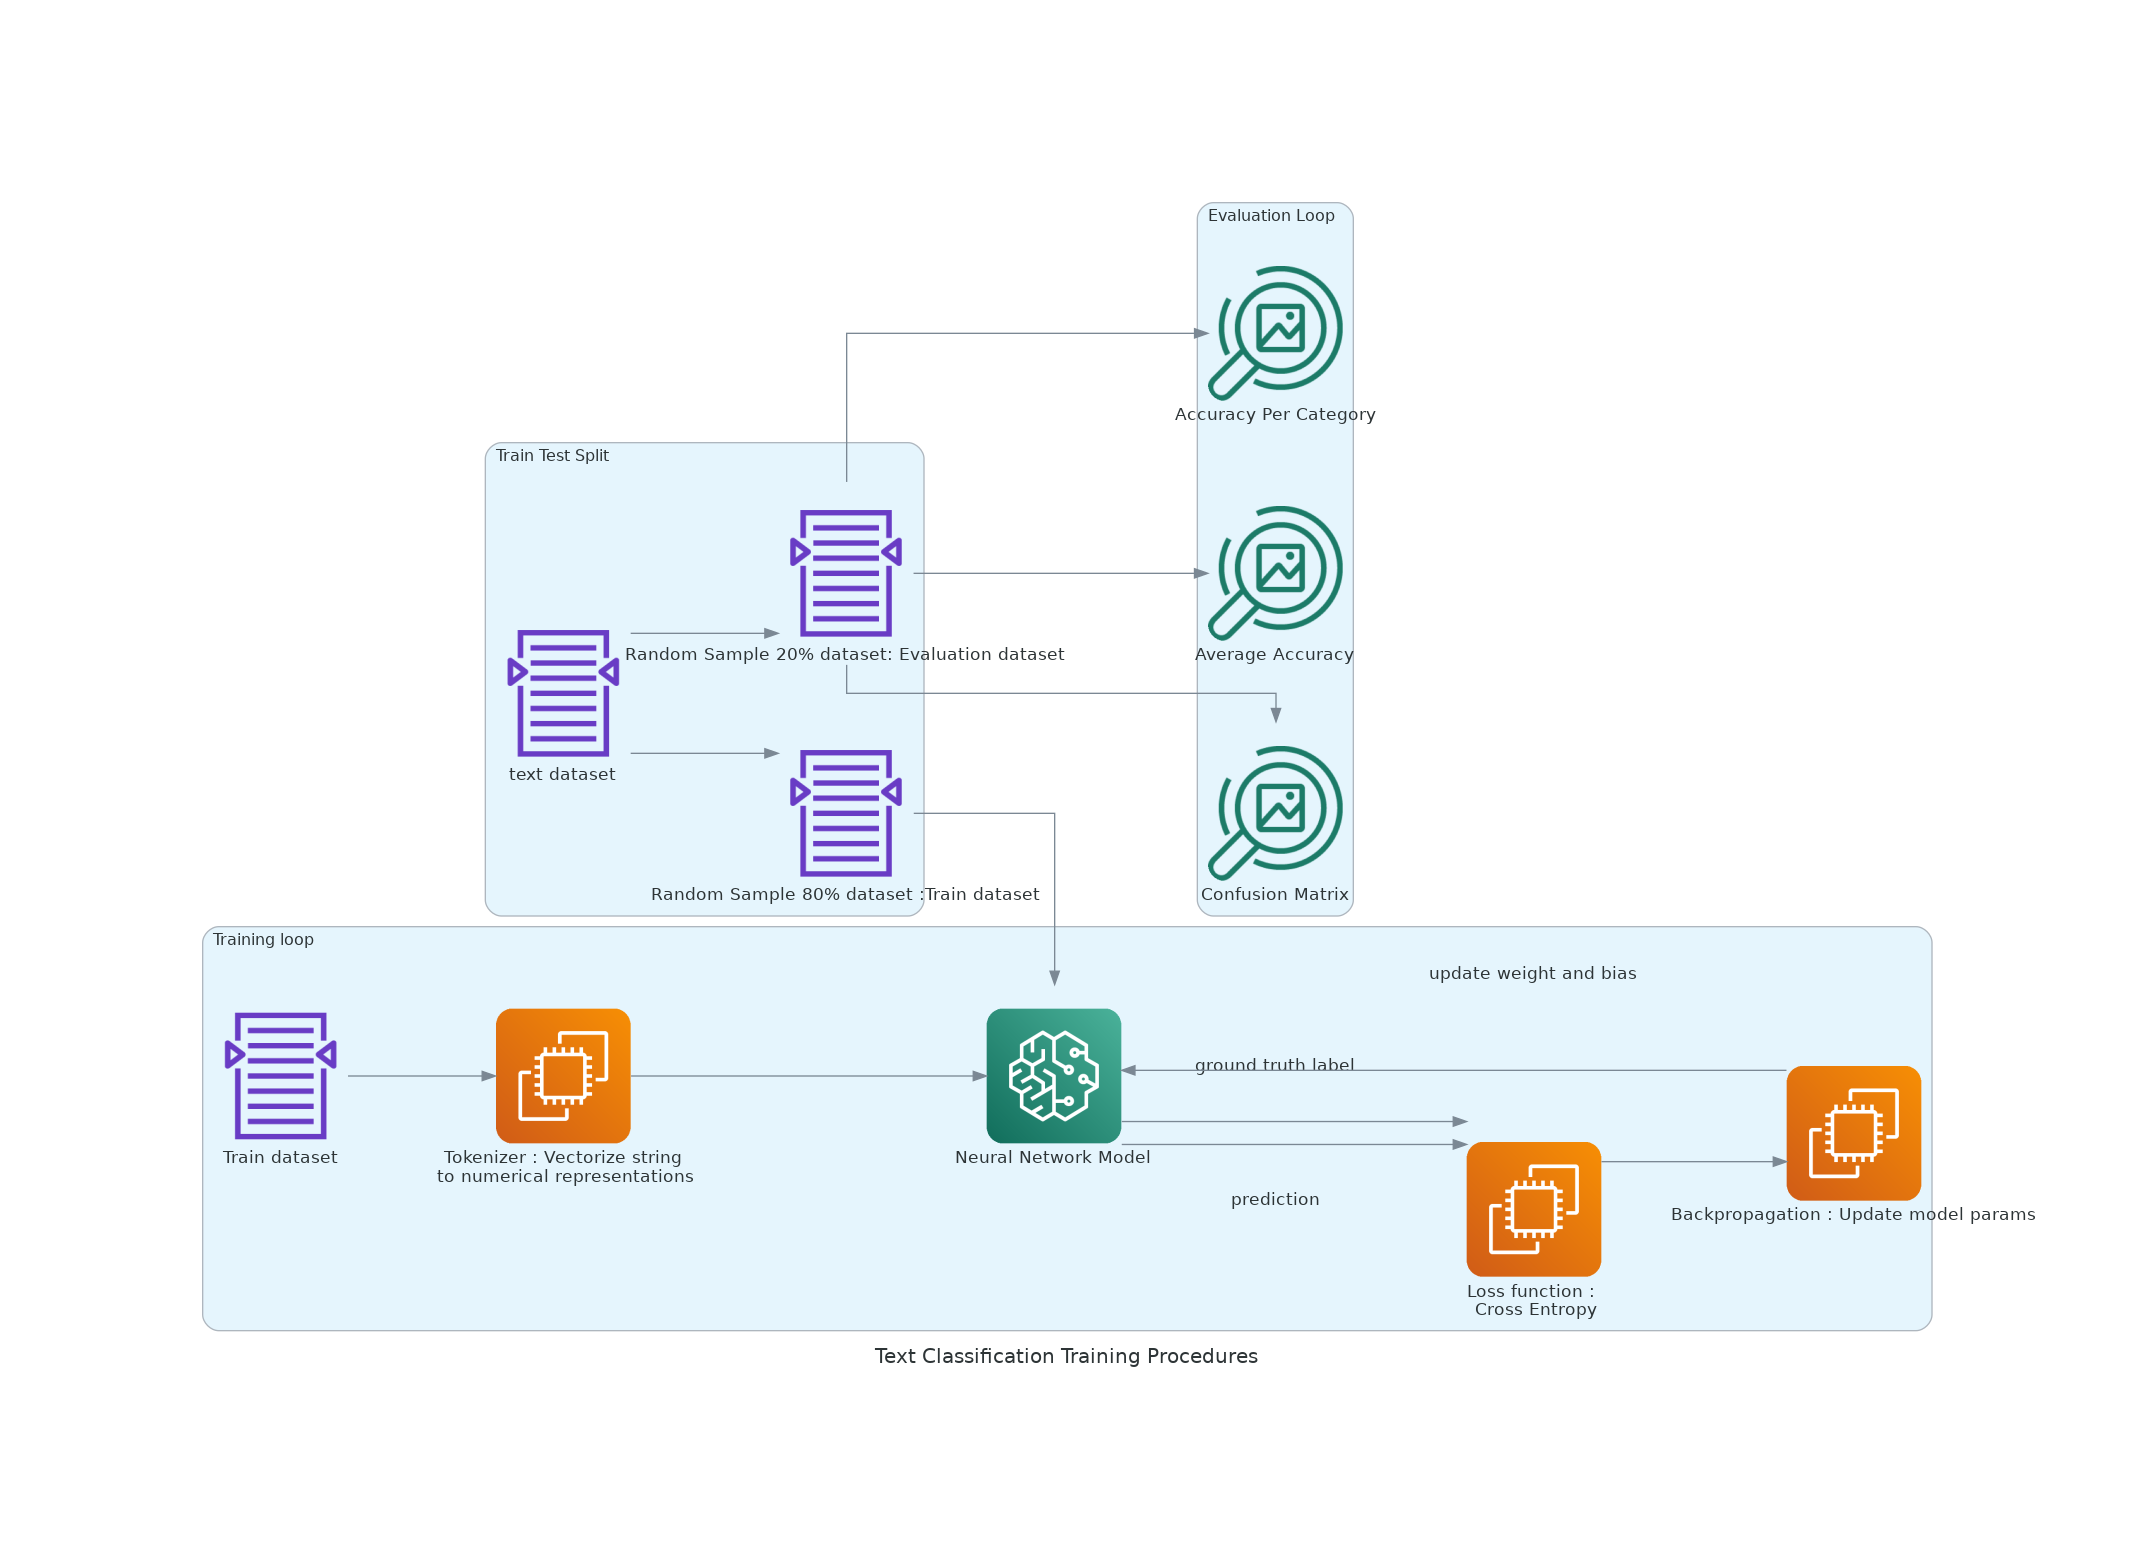 Evaluation Loop
Accuracy Per Category
Train Test Split
Random Sample 20% dataset: Evaluation dataset
Average Accuracy
text dataset
Random Sample 80% dataset :Train dataset
Confusion Matrix
Training loop
update weight and bias
ground truth label
Train dataset
Tokenizer : Vectorize string
to numerical representations
Neural Network Model
prediction
Backpropagation : Update model params
Loss function :
Cross Entropy
Text Classification Training Procedures